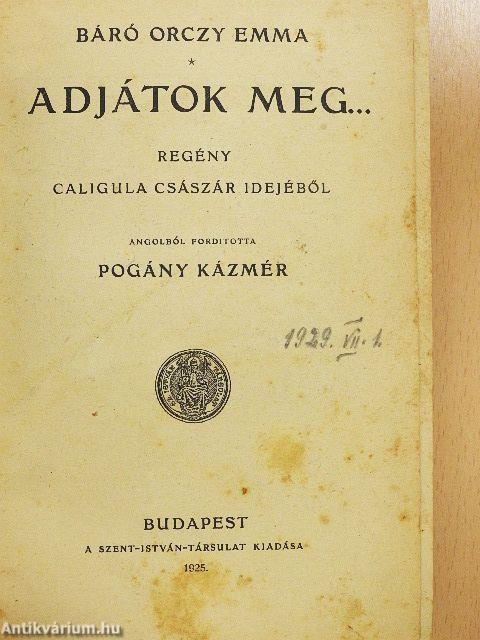 BÁRÓ ORCZY EMMA
*
ADJÁTOK MEG...
REGÉNY
CALIGULA CSÁSZÁR IDEJÉBŐL
ANGOLBÓL FORDITOTTA
POGÁNY KÁZMÉR
1929. VII. 1.
BUDAPEST
A SZENT-ISTVÁN-TÁRSULAT KIADÁSA
1925.
Antikvárium.hu